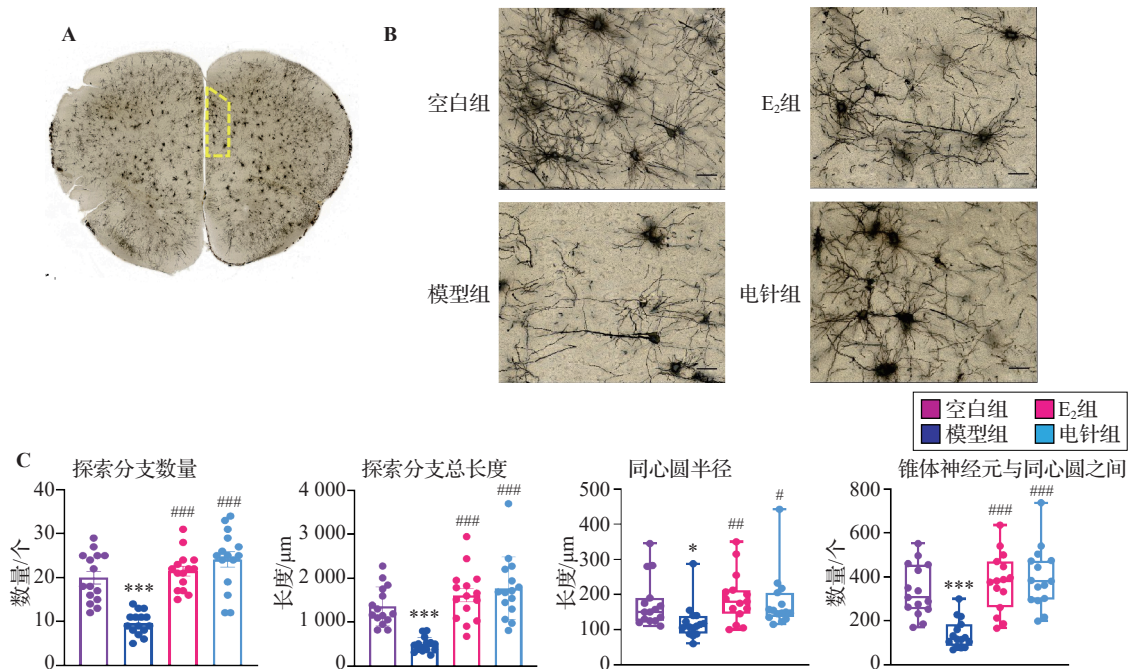 A
B
空白组
E₂组
模型组
电针组
空白组 E₂组
模型组 电针组
C
探索分支数量
数量/个
40
30
20
10
0
***
###
###
探索分支总长度
长度/μm
4 000
3 000
2 000
1 000
0
***
###
###
同心圆半径
长度/μm
500
400
300
200
100
0
*
##
#
锥体神经元与同心圆之间
数量/个
800
600
400
200
0
***
###
###